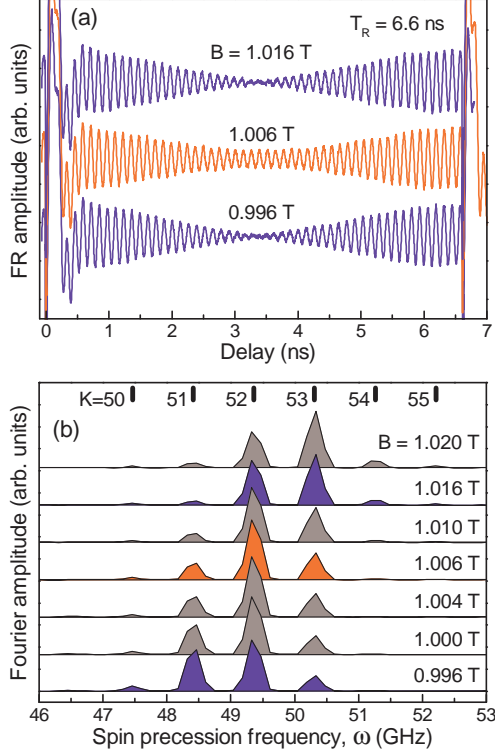 (a)
T_R = 6.6 ns
B = 1.016 T
1.006 T
0.996 T
FR amplitude (arb. units)
0 1 2 3 4 5 6 7
Delay (ns)
K=50 51 52 53 54 55
(b)
B = 1.020 T
1.016 T
1.010 T
1.006 T
1.004 T
1.000 T
0.996 T
Fourier amplitude (arb. units)
46 47 48 49 50 51 52 53
Spin precession frequency, ω (GHz)